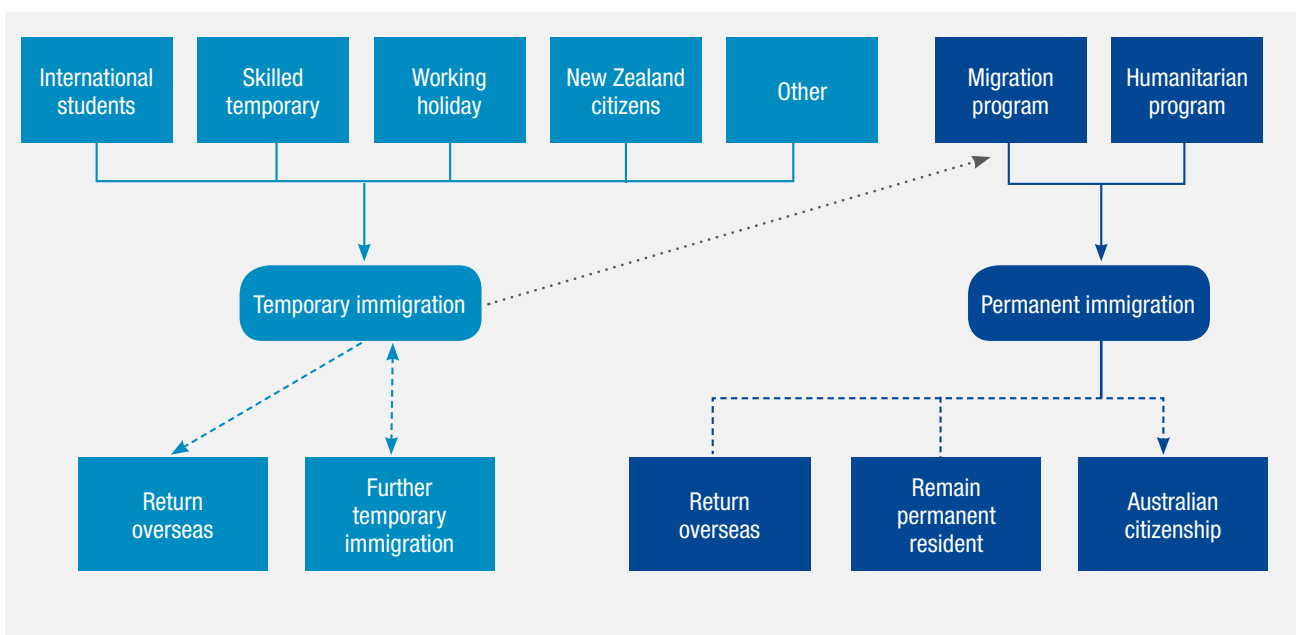 International
students
Skilled
temporary
Working
holiday
New Zealand
citizens
Other
Migration
program
Humanitarian
program
Temporary immigration
Permanent immigration
Return
overseas
Further
temporary
immigration
Return
overseas
Remain
permanent
resident
Australian
citizenship